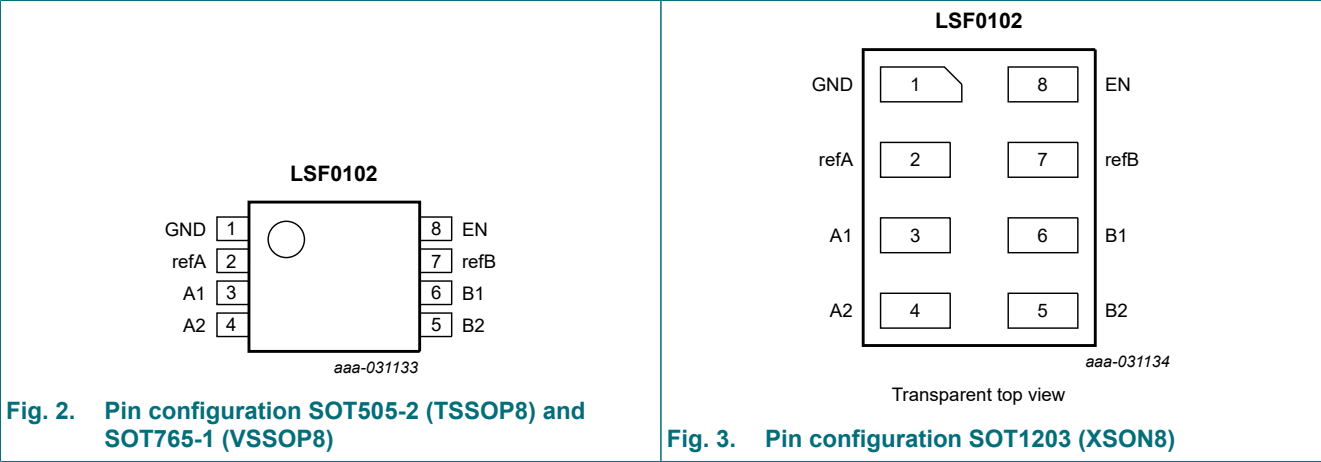 LSF0102
GND 1 8 EN
refA 2 7 refB
A1 3 6 B1
A2 4 5 B2
aaa-031133
Fig. 2. Pin configuration SOT505-2 (TSSOP8) and
SOT765-1 (VSSOP8)
LSF0102
GND 1 8 EN
refA 2 7 refB
A1 3 6 B1
A2 4 5 B2
aaa-031134
Transparent top view
Fig. 3. Pin configuration SOT1203 (XSON8)